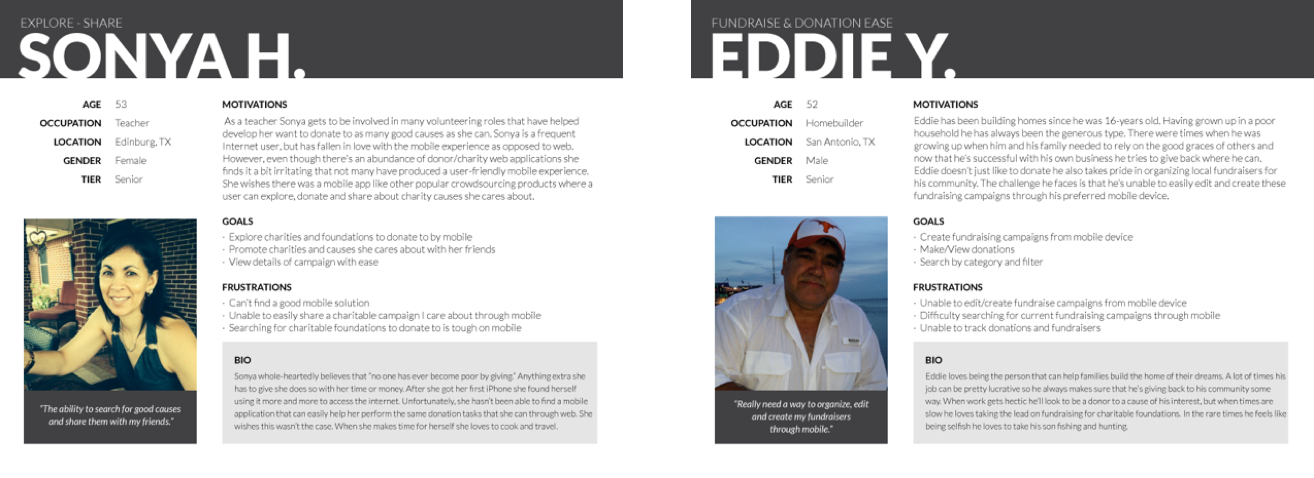 EXPLORE - SHARE
SONYA H.
AGE 53
OCCUPATION Teacher
LOCATION Edinburg, TX
GENDER Female
TIER Senior
"The ability to search for good causes
and share them with my friends."
MOTIVATIONS
As a teacher Sonya gets to be involved in many volunteering roles that have helped
develop her want to donate to as many good causes as she can. Sonya is a frequent
Internet user, but has fallen in love with the mobile experience as opposed to web.
However, even though there's an abundance of donor/charity web applications she
finds it a bit irritating that not many have produced a user-friendly mobile experience.
She wishes there was a mobile app like other popular crowdsourcing products where a
user can explore, donate and share about charity causes she cares about.
GOALS
· Explore charities and foundations to donate to by mobile
· Promote charities and causes she cares about with her friends
· View details of campaign with ease
FRUSTRATIONS
· Can't find a good mobile solution
· Unable to easily share a charitable campaign I care about through mobile
· Searching for charitable foundations to donate to is tough on mobile
BIO
Sonya whole-heartedly believes that "no one has ever become poor by giving." Anything extra she
has to give she does so with her time or money. After she got her first iPhone she found herself
using it more and more to access the internet. Unfortunately, she hasn't been able to find a mobile
application that can easily help her perform the same donation tasks that she can through web. She
wishes this wasn't the case. When she makes time for herself she loves to cook and travel.
FUNDRAISE & DONATION EASE
EDDIE Y.
AGE 52
OCCUPATION Homebuilder
LOCATION San Antonio, TX
GENDER Male
TIER Senior
"Really need a way to organize, edit
and create my fundraisers
through mobile."
MOTIVATIONS
Eddie has been building homes since he was 16-years old. Having grown up in a poor
household he has always been the generous type. There were times when he was
growing up when him and his family needed to rely on the good graces of others and
now that he's successful with his own business he tries to give back where he can.
Eddie doesn't just like to donate he also takes pride in organizing local fundraisers for
his community. The challenge he faces is that he's unable to easily edit and create these
fundraising campaigns through his preferred mobile device.
GOALS
· Create fundraising campaigns from mobile device
· Make/View donations
· Search by category and filter
FRUSTRATIONS
· Unable to edit/create fundraise campaigns from mobile device
· Difficulty searching for current fundraising campaigns through mobile
· Unable to track donations and fundraisers
BIO
Eddie loves being the person that can help families build the home of their dreams. A lot of times his
job can be pretty lucrative so he always makes sure that he's giving back to his community some
way. When work gets hectic he'll look to be a donor to a cause of his interest, but when times are
slow he loves taking the lead on fundraising for charitable foundations. In the rare times he feels like
being selfish he loves to take his son fishing and hunting.